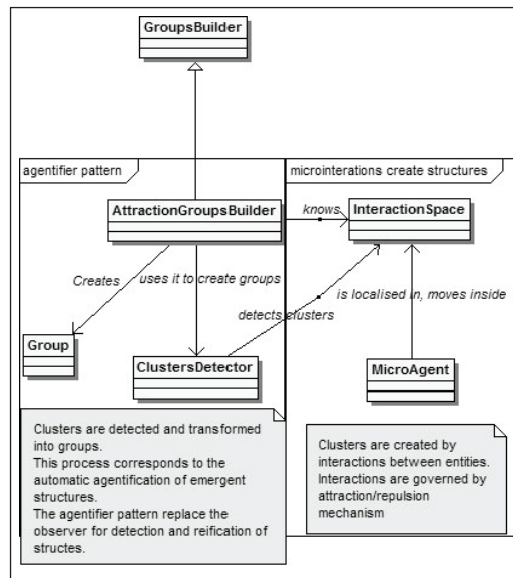 GroupsBuilder
agentifier pattern
microinterations create structures
AttractionGroupsBuilder
knows
InteractionSpace
Creates
uses it to create groups
is localised in, moves inside
detects clusters
Group
ClustersDetector
MicroAgent
Clusters are detected and transformed
into groups.
This process corresponds to the
automatic agentification of emergent
structures.
The agentifier pattern replace the
observer for detection and reification of
structes.
Clusters are created by
interactions between entities.
Interactions are governed by
attraction/repulsion
mechanism